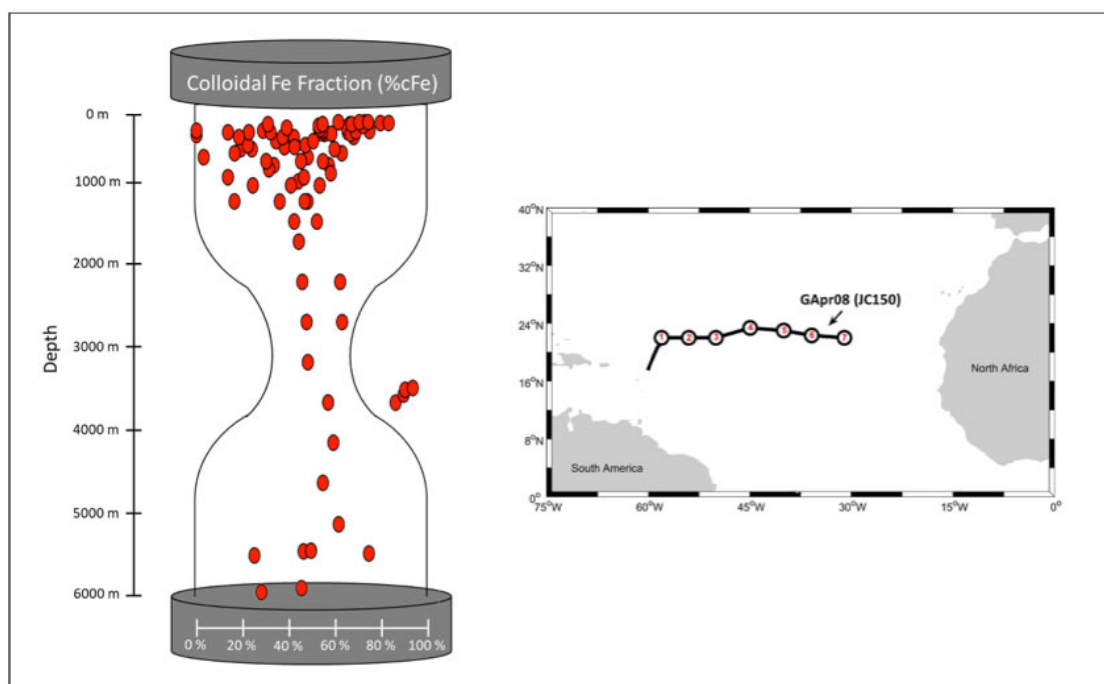 Colloidal Fe Fraction (%cFe)
0 m
1000 m
2000 m
3000 m
4000 m
5000 m
6000 m
Depth
0 %
20 %
40 %
60 %
80 %
100 %
40°N
32°N
24°N
16°N
8°N
0°
75°W
60°W
45°W
30°W
15°W
0°
GApr08 (JC150)
1
2
3
4
5
6
7
North Africa
South America